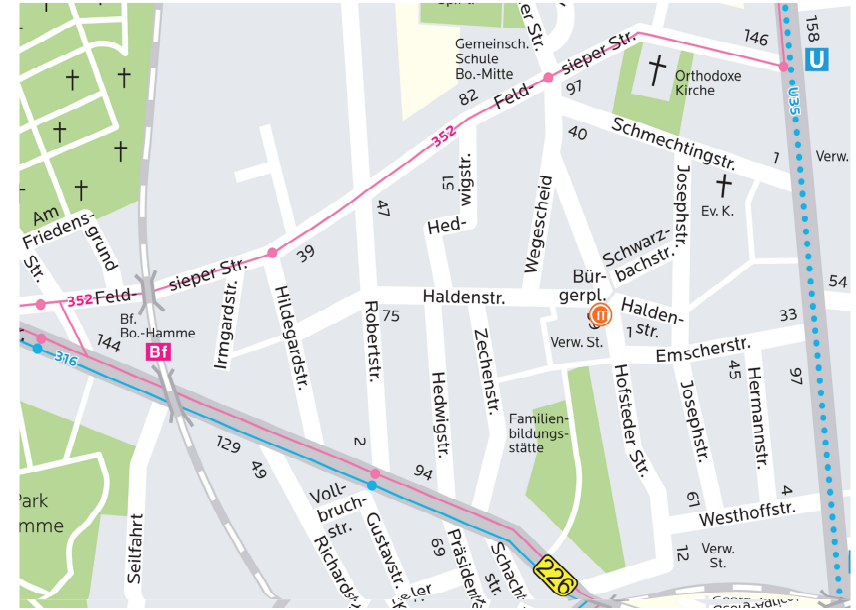 158
146
U
Gemeinsch.
Schule
Bo.-Mitte
sieper Str.
Feld-
97
82
Orthodoxe
Kirche
U35
352
40
Schmechtingstr.
1
Verw.
51
wigstr.
Hed-
47
Wegescheid
Josephstr.
Ev. K.
Am
Friedens-
grund
Str.
39
Schwarz-
bachstr.
352
Feld-
sieper Str.
Bür-
gerpl.
54
Haldenstr.
Halden-
str.
1
33
Bf.
Bo.-Hamme
Bf
144
316
Irmgardstr.
Hildegardstr.
Robertstr.
75
Zechenstr.
Verw. St.
Emscherstr.
45
97
Hedwigstr.
Hofsteder Str.
Josephstr.
Hermannstr.
Familien-
bildungs-
stätte
129
49
2
94
Voll-
bruch-
str.
61
4
Westhoffstr.
Park
Gustavstr.
69
12
Verw.
St.
Seilfahrt
Schacht
str.
226